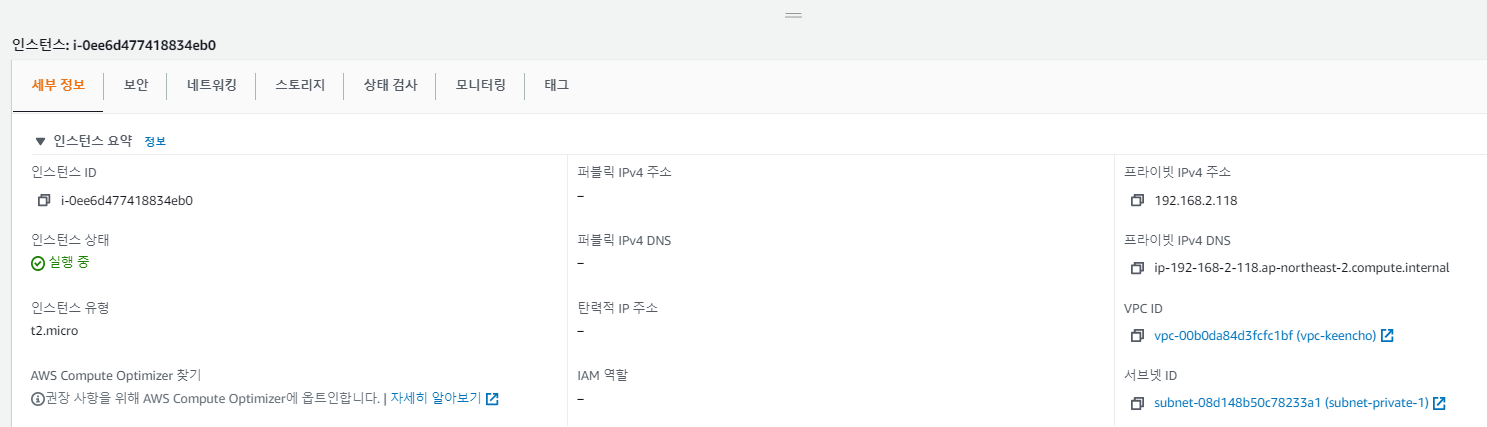 인스턴스: i-0ee6d477418834eb0
세부 정보
보안
네트워킹
스토리지
상태 검사
모니터링
태그
▼ 인스턴스 요약 정보
인스턴스 ID
i-0ee6d477418834eb0
퍼블릭 IPv4 주소
–
프라이빗 IPv4 주소
192.168.2.118
인스턴스 상태
실행 중
퍼블릭 IPv4 DNS
–
프라이빗 IPv4 DNS
ip-192-168-2-118.ap-northeast-2.compute.internal
인스턴스 유형
t2.micro
탄력적 IP 주소
–
VPC ID
vpc-00b0da84d3fcfc1bf (vpc-keencho)
AWS Compute Optimizer 찾기
권장 사항을 위해 AWS Compute Optimizer에 옵트인합니다. | 자세히 알아보기
IAM 역할
–
서브넷 ID
subnet-08d148b50c78233a1 (subnet-private-1)